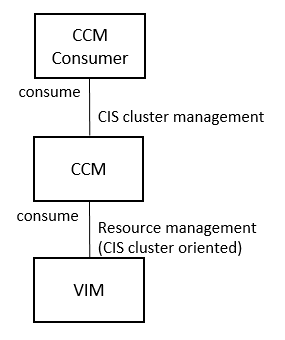 CCM
Consumer
consume
CIS cluster management
CCM
consume
Resource management
(CIS cluster oriented)
VIM